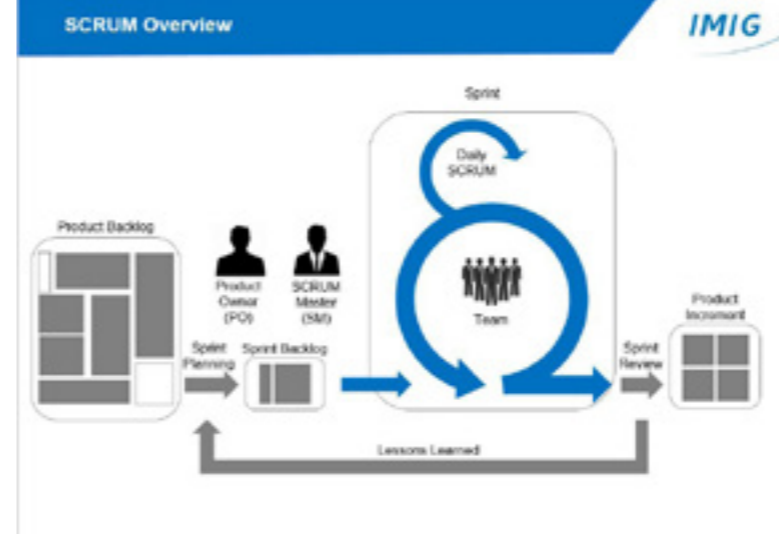 SCRUM Overview
IMIG
Sprint
Daily
SCRUM
Product Backlog
Product
Owner
(PO)
SCRUM
Master
(SM)
Team
Product
Increment
Sprint
Planning
Sprint Backlog
Sprint
Review
Lessons Learned